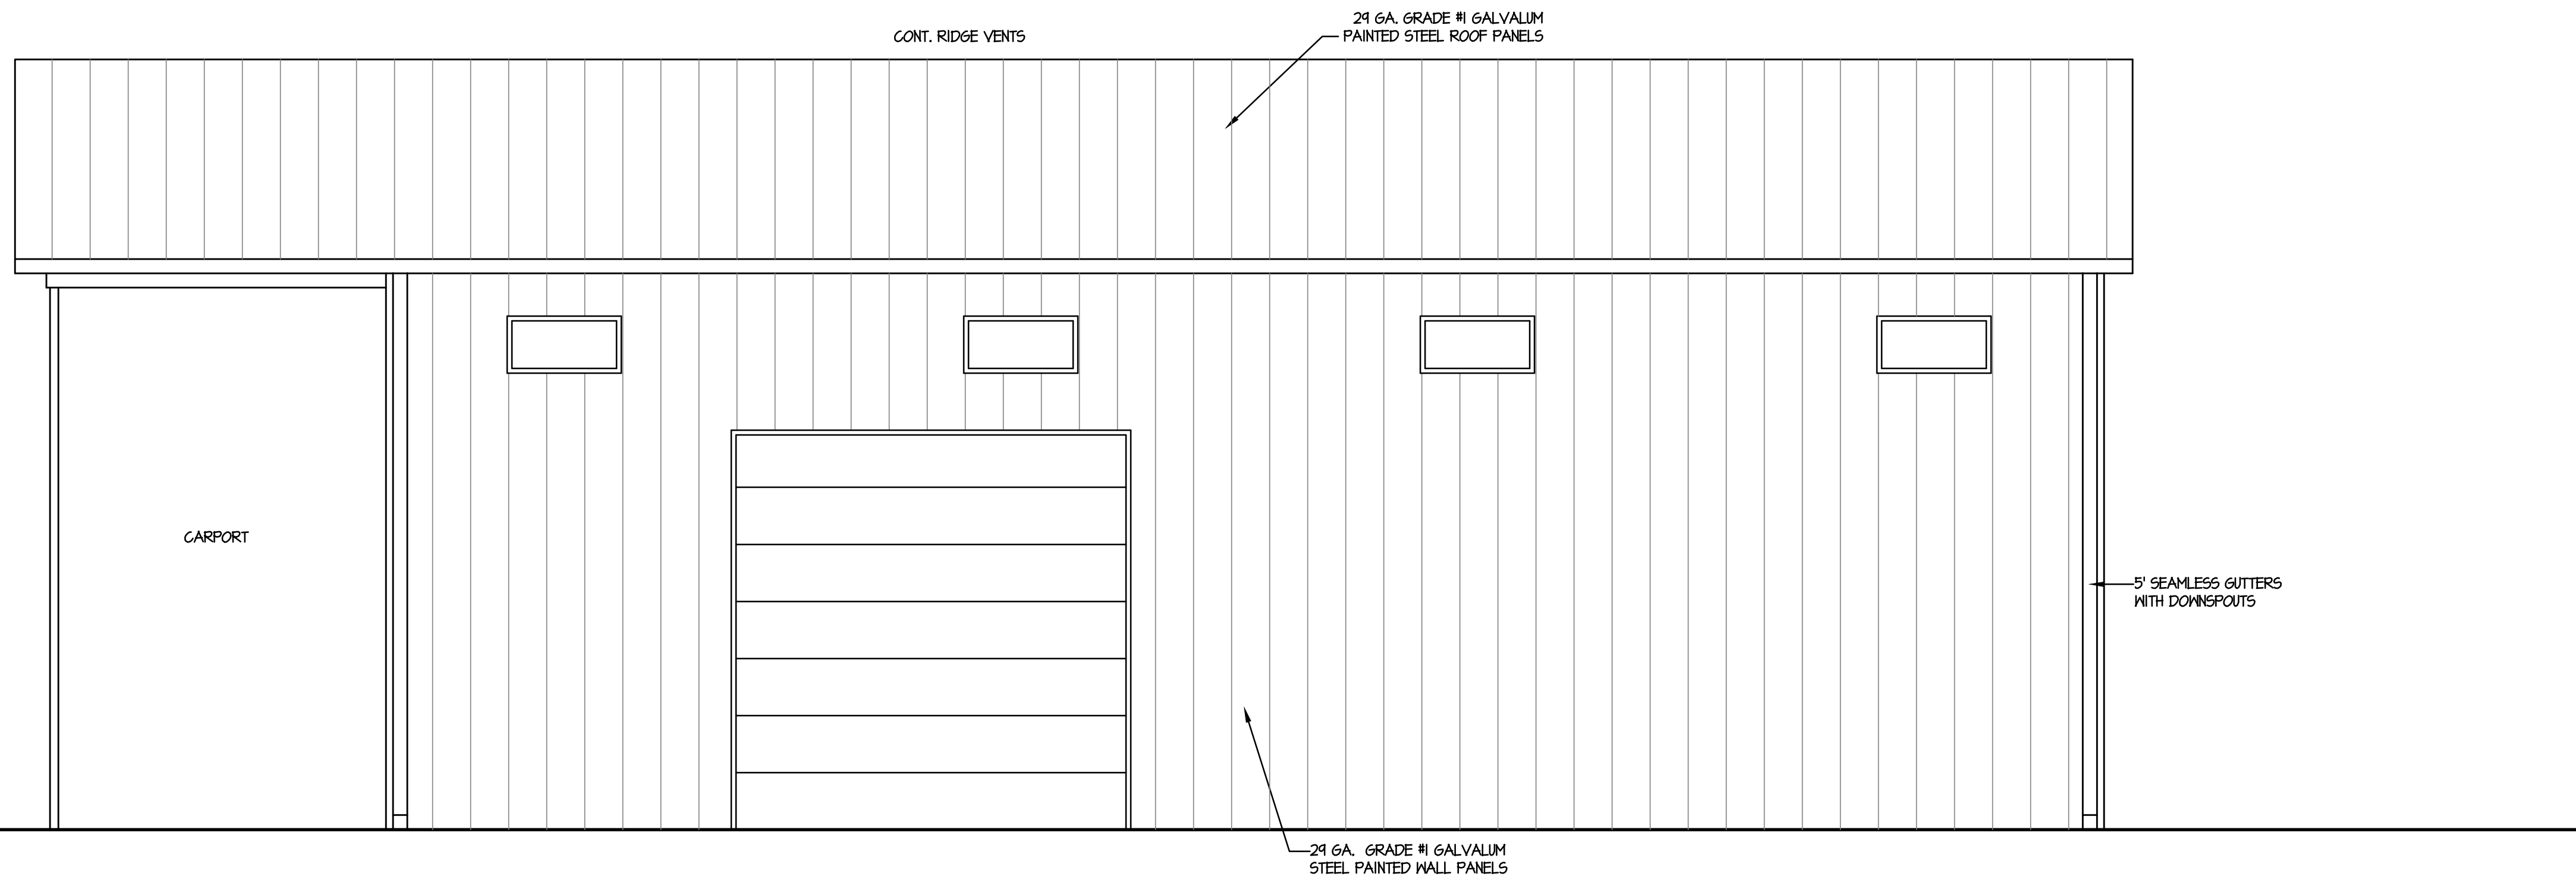 CONT. RIDGE VENTS
29 GA. GRADE #1 GALVALUM
PAINTED STEEL ROOF PANELS
CARPORT
5' SEAMLESS GUTTERS
WITH DOWNSPOUTS
29 GA. GRADE #1 GALVALUM
STEEL PAINTED WALL PANELS